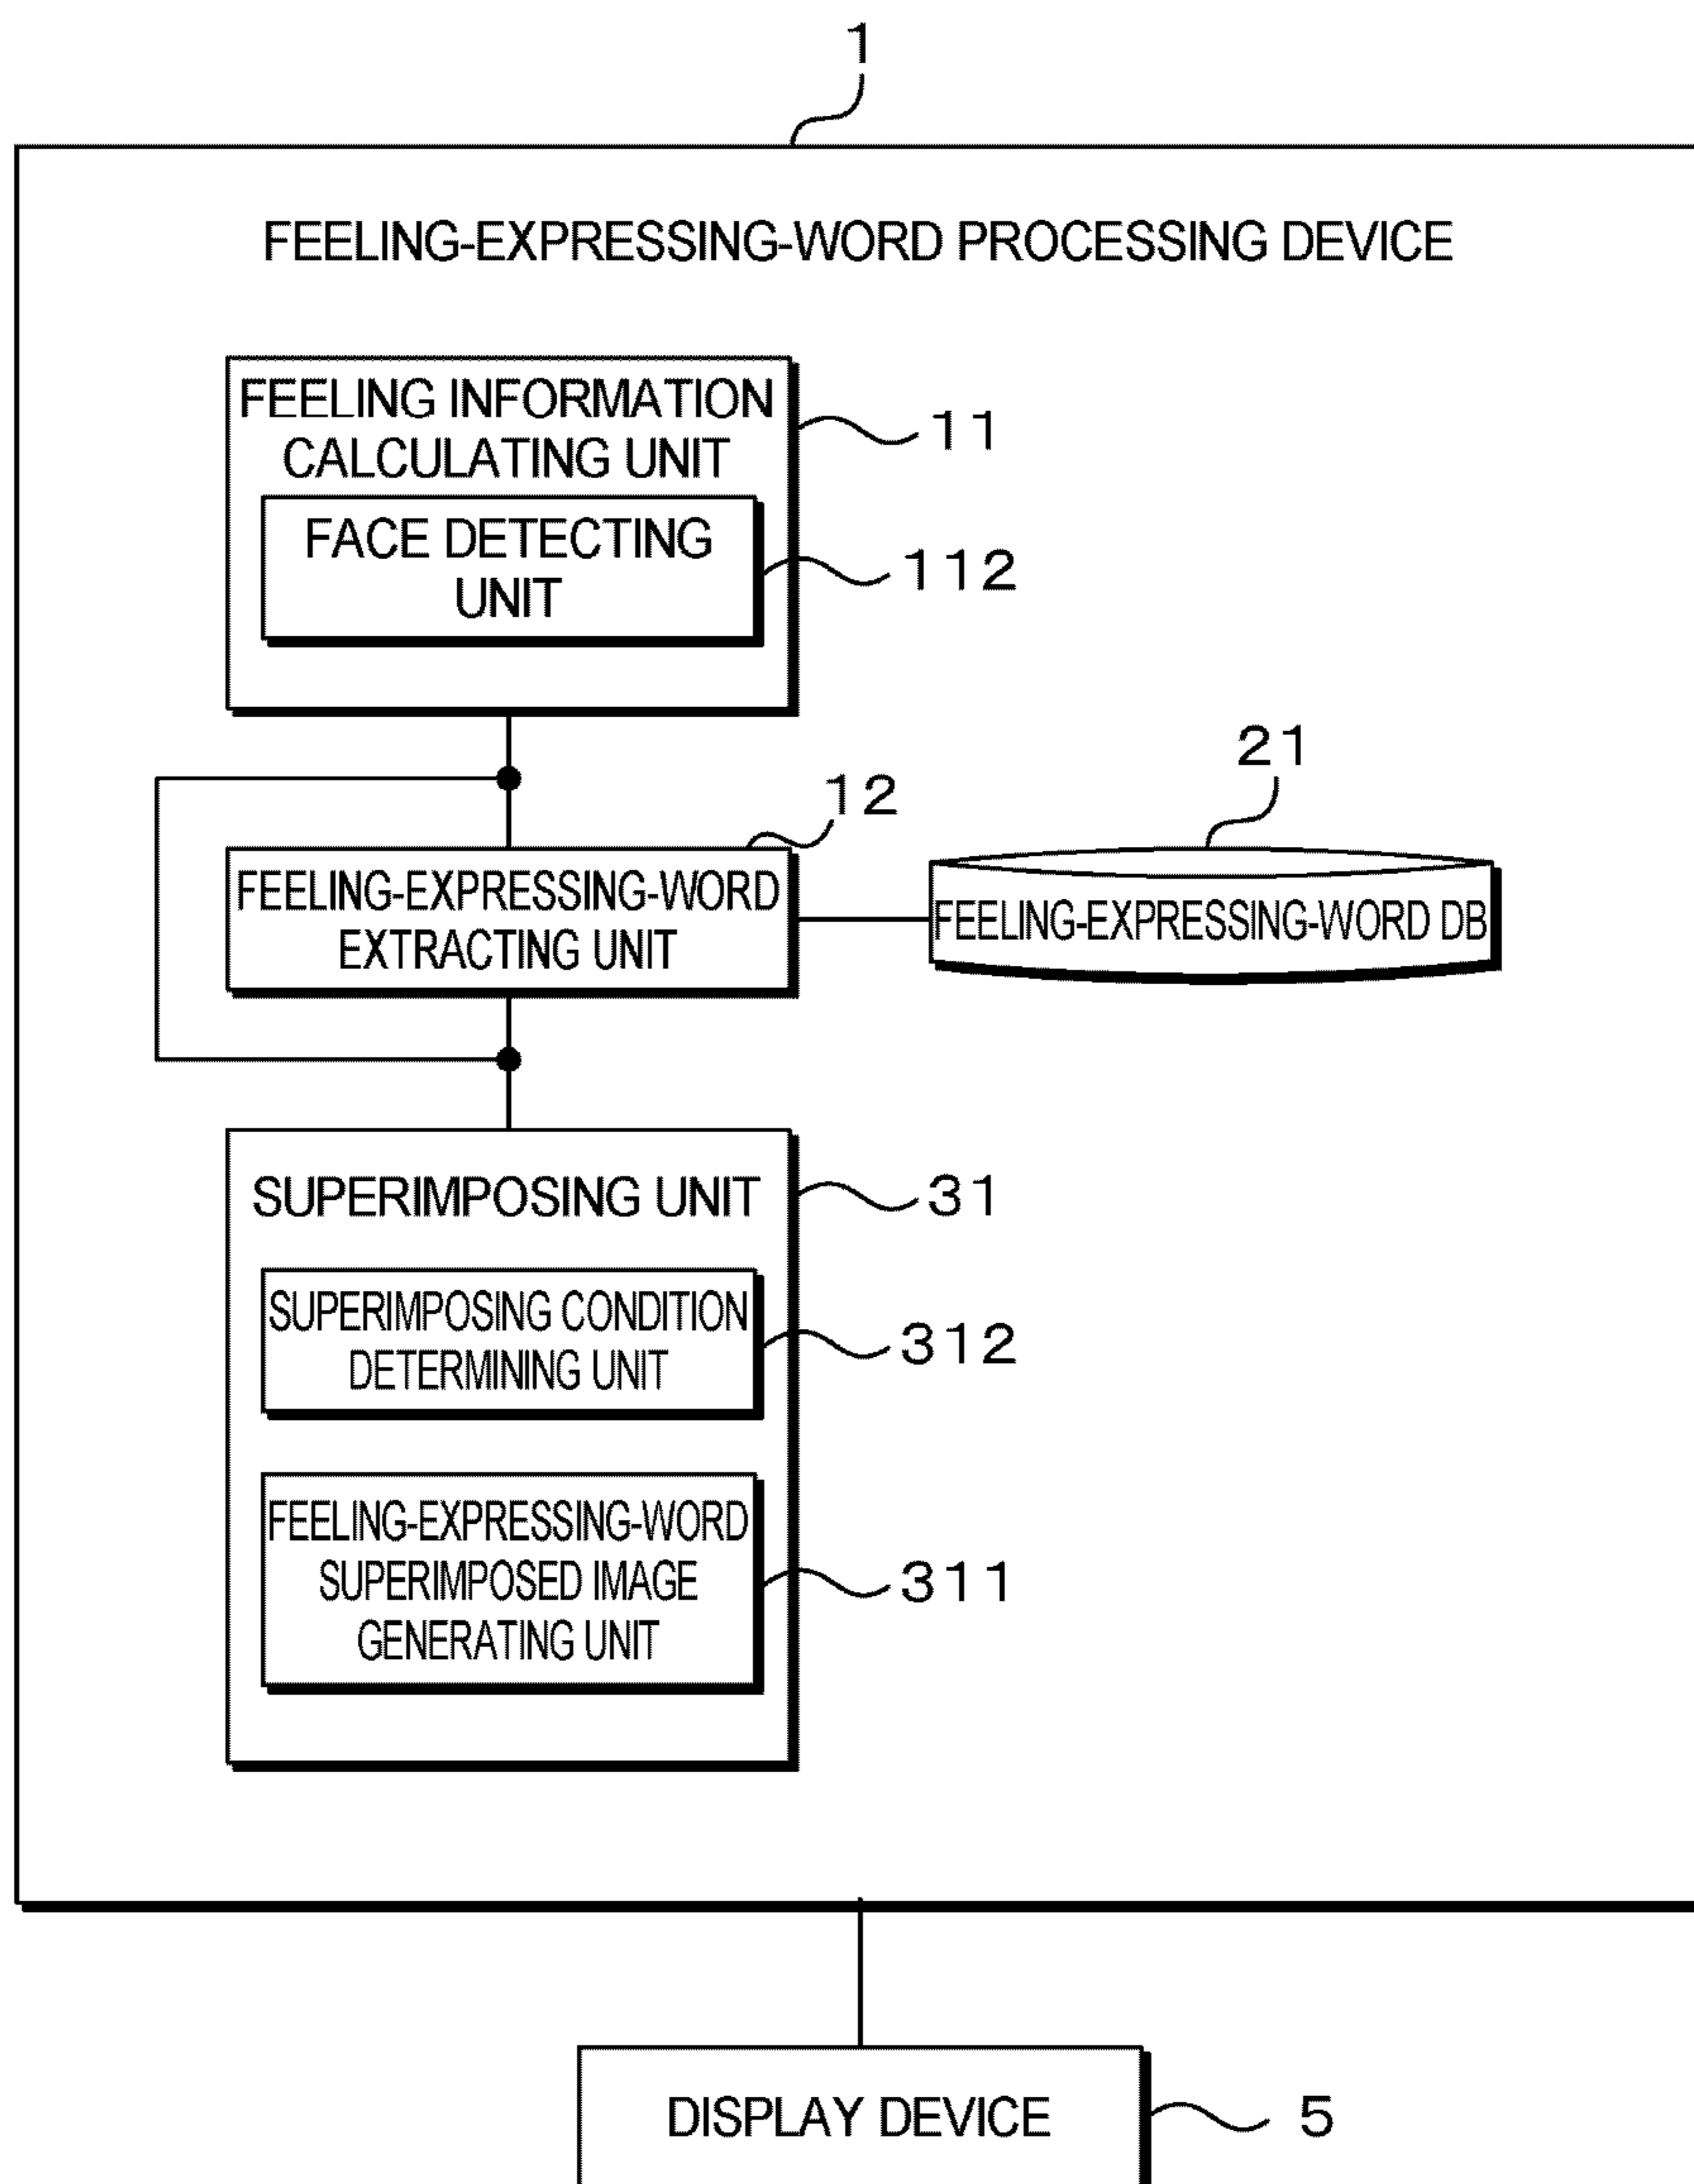 1
FEELING-EXPRESSING-WORD PROCESSING DEVICE
FEELING INFORMATION
CALCULATING UNIT
11
FACE DETECTING
UNIT
112
12
FEELING-EXPRESSING-WORD
EXTRACTING UNIT
21
FEELING-EXPRESSING-WORD DB
SUPERIMPOSING UNIT
31
SUPERIMPOSING CONDITION
DETERMINING UNIT
312
FEELING-EXPRESSING-WORD
SUPERIMPOSED IMAGE
GENERATING UNIT
311
DISPLAY DEVICE
5